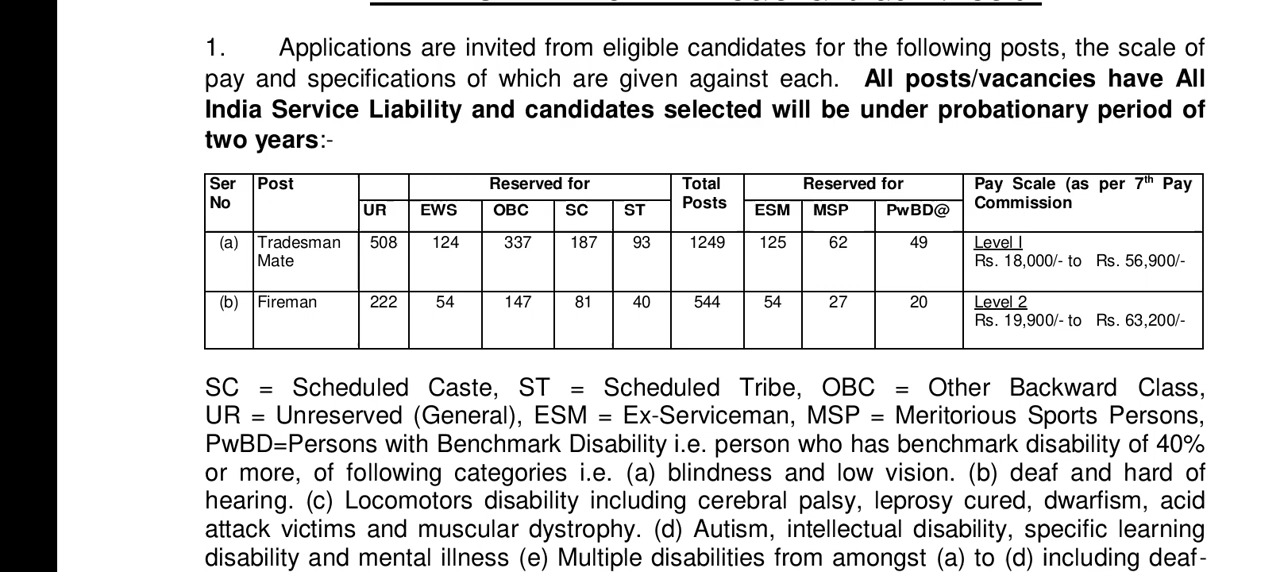 1. Applications are invited from eligible candidates for the following posts, the scale of
pay and specifications of which are given against each. All posts/vacancies have All
India Service Liability and candidates selected will be under probationary period of
two years:-
Ser No Post UR Reserved for Total Posts Reserved for Pay Scale (as per 7th Pay Commission
EWS OBC SC ST ESM MSP PwBD@
(a) Tradesman Mate 508 124 337 187 93 1249 125 62 49 Level I
Rs. 18,000/- to Rs. 56,900/-
(b) Fireman 222 54 147 81 40 544 54 27 20 Level 2
Rs. 19,900/- to Rs. 63,200/-
SC = Scheduled Caste, ST = Scheduled Tribe, OBC = Other Backward Class,
UR = Unreserved (General), ESM = Ex-Serviceman, MSP = Meritorious Sports Persons,
PwBD=Persons with Benchmark Disability i.e. person who has benchmark disability of 40%
or more, of following categories i.e. (a) blindness and low vision. (b) deaf and hard of
hearing. (c) Locomotors disability including cerebral palsy, leprosy cured, dwarfism, acid
attack victims and muscular dystrophy. (d) Autism, intellectual disability, specific learning
disability and mental illness (e) Multiple disabilities from amongst (a) to (d) including deaf-